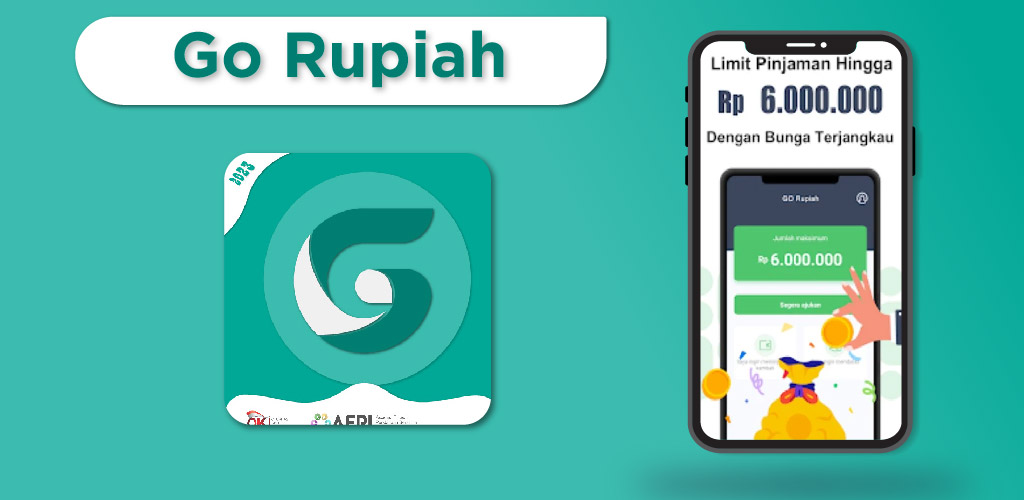 Go Rupiah
2023
AFPI
Limit Pinjaman Hingga
Rp 6.000.000
Dengan Bunga Terjangkau
GO Rupiah
Jumlah maksimum
Rp 6.000.000
Segera ajukan